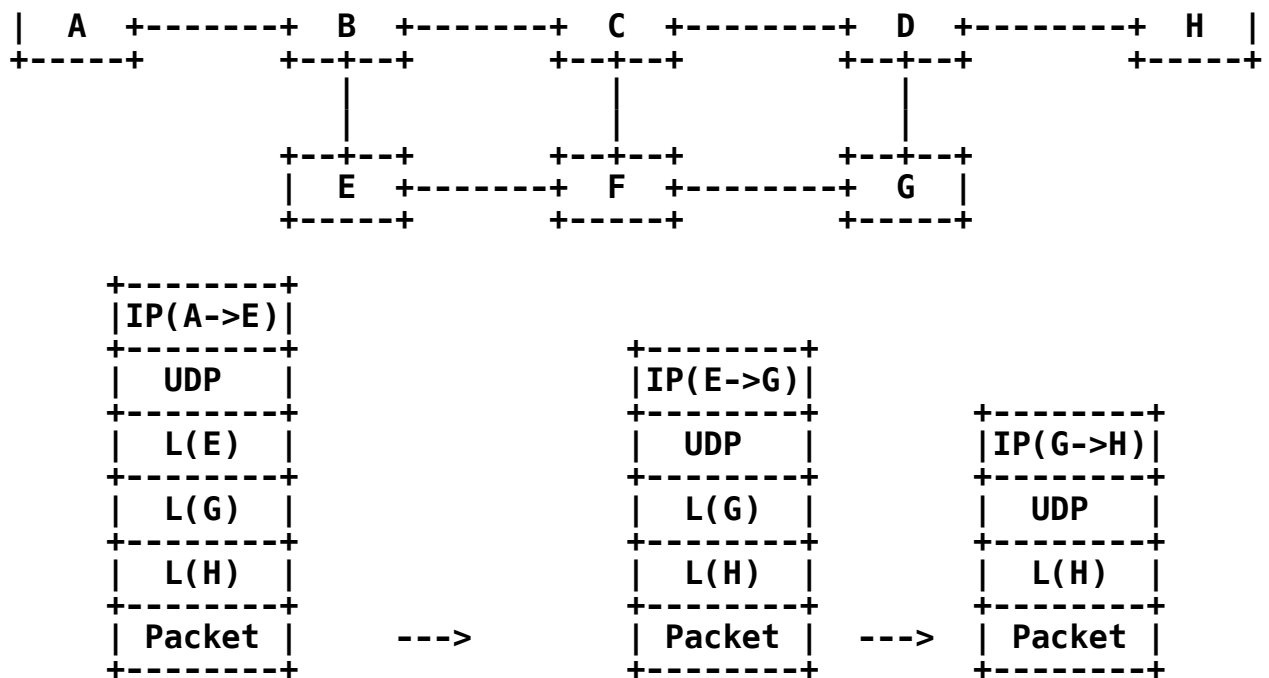 |  A  +-------+  B  +-------+  C  +--------+  D  +--------+  H  |
+-----+       +--+--+       +--+--+        +--+--+        +-----+
                 |             |              |
                 |             |              |
              +--+--+       +--+--+        +--+--+
              |  E  +-------+  F  +--------+  G  |
              +-----+       +-----+        +-----+
     +--------+
     |IP(A->E)|
     +--------+                 +--------+
     |  UDP   |                 |IP(E->G)|
     +--------+                 +--------+        +--------+
     |  L(E)  |                 |  UDP   |        |IP(G->H)|
     +--------+                 +--------+        +--------+
     |  L(G)  |                 |  L(G)  |        |  UDP   |
     +--------+                 +--------+        +--------+
     |  L(H)  |                 |  L(H)  |        |  L(H)  |
     +--------+                 +--------+        +--------+
     | Packet |     --->        | Packet |  --->  | Packet |
     +--------+                 +--------+        +--------+